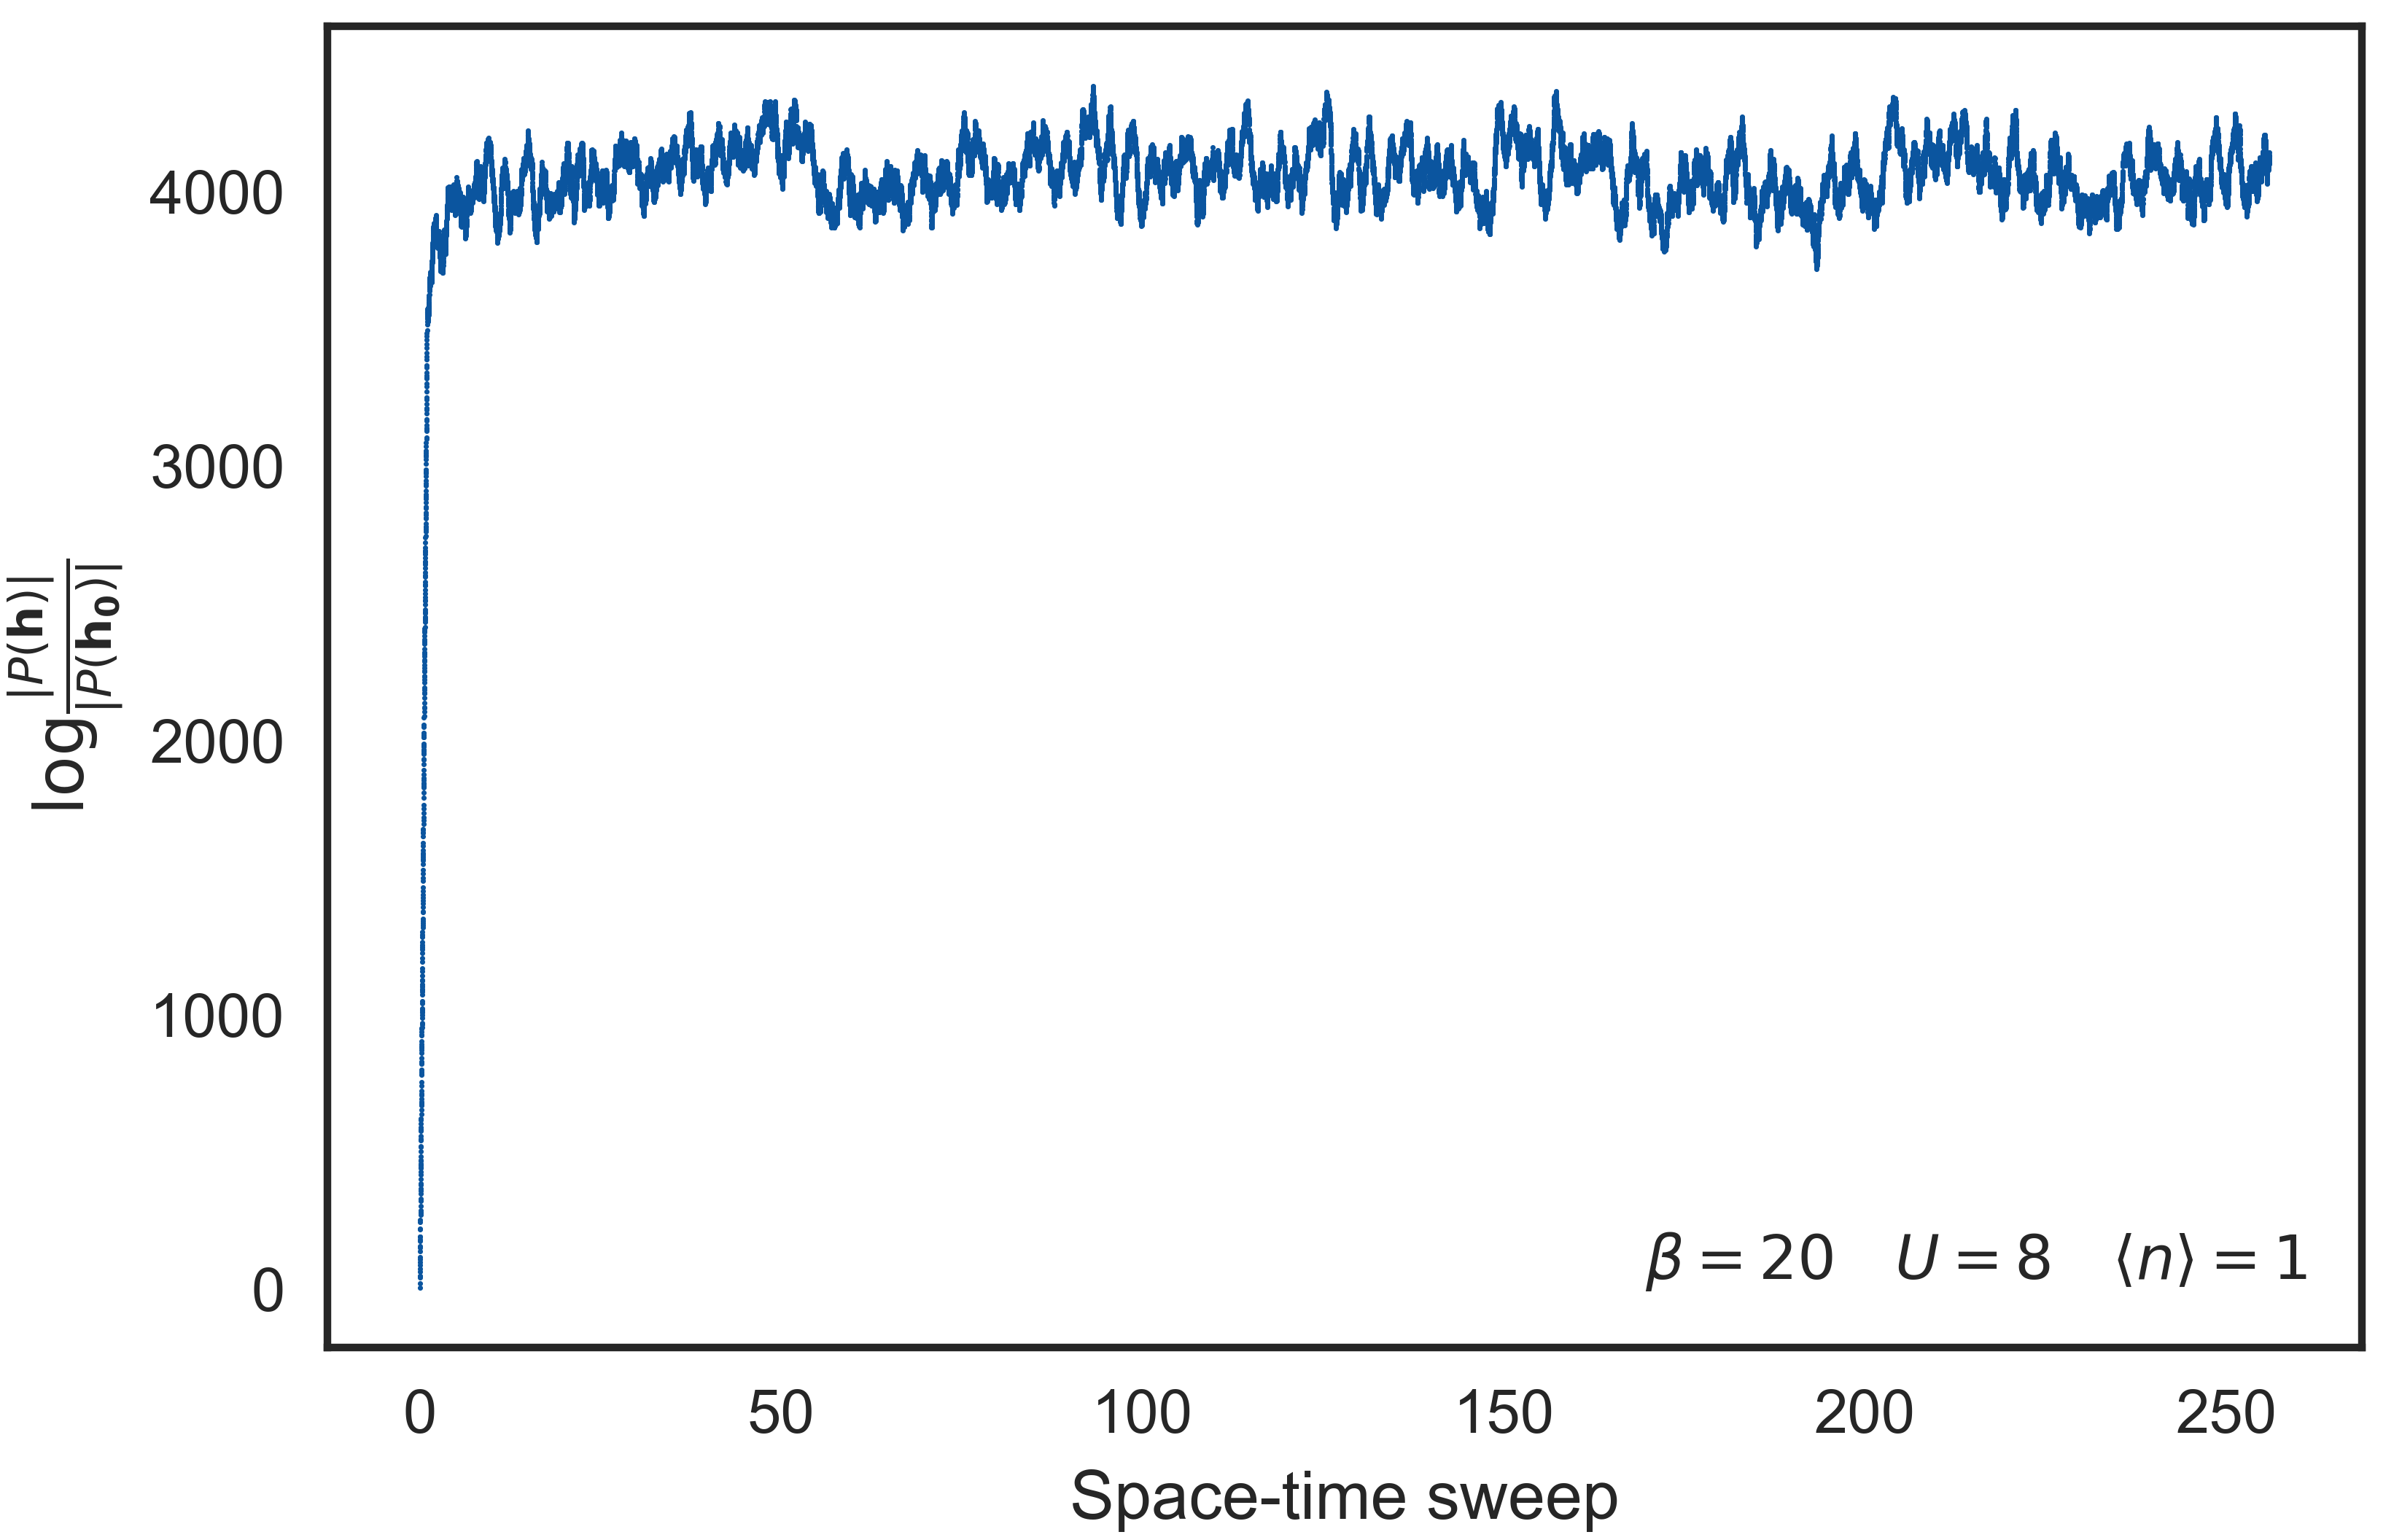 log |P(𝐡)| / |P(𝐡₀)|
4000
3000
2000
1000
0
β = 20 U = 8 ⟨n⟩ = 1
0 50 100 150 200 250
Space-time sweep